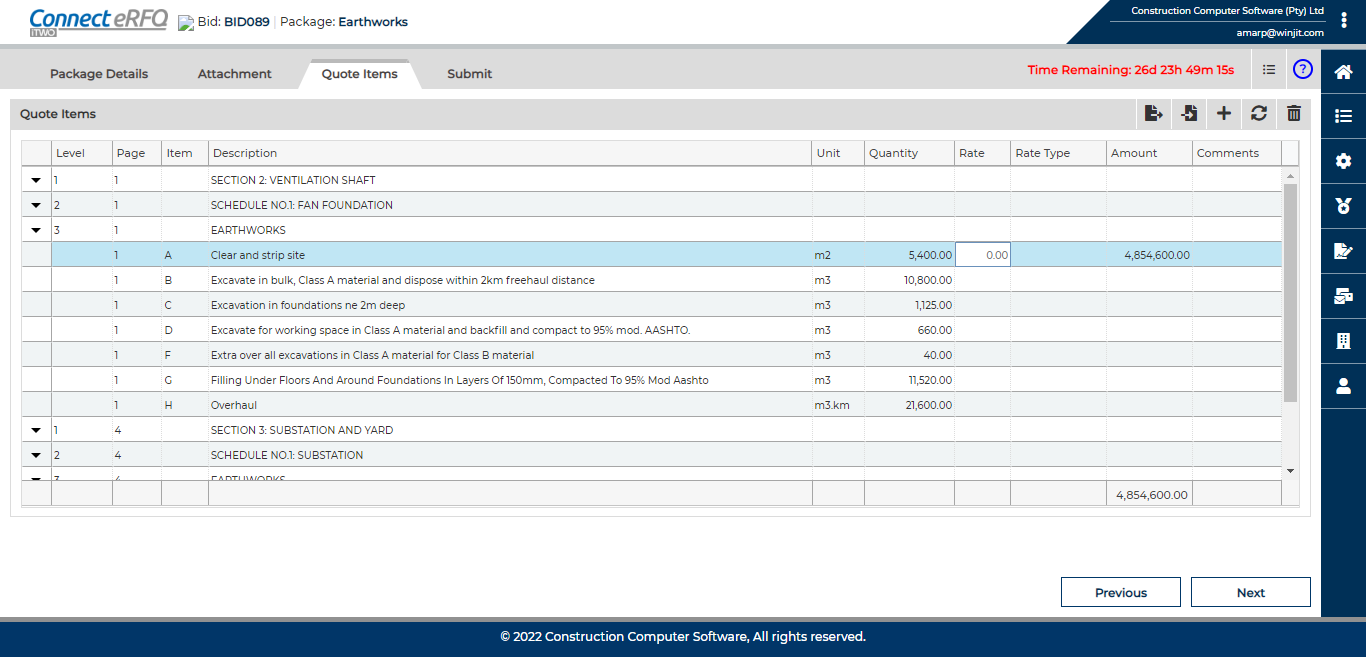 Connect eRFQ
iTWO
Bid: BID089 Package: Earthworks
Construction Computer Software (Pty) Ltd
amarp@winjit.com
Package Details Attachment Quote Items Submit
Time Remaining: 26d 23h 49m 15s
?
Quote Items
Level Page Item Description Unit Quantity Rate Rate Type Amount Comments
1 1 SECTION 2: VENTILATION SHAFT
2 1 SCHEDULE NO.1: FAN FOUNDATION
3 1 EARTHWORKS
1 A Clear and strip site m2 5,400.00 0.00 4,854,600.00
1 B Excavate in bulk, Class A material and dispose within 2km freehaul distance m3 10,800.00
1 C Excavation in foundations ne 2m deep m3 1,125.00
1 D Excavate for working space in Class A material and backfill and compact to 95% mod. AASHTO. m3 660.00
1 F Extra over all excavations in Class A material for Class B material m3 40.00
1 G Filling Under Floors And Around Foundations In Layers Of 150mm, Compacted To 95% Mod Aashto m3 11,520.00
1 H Overhaul m3.km 21,600.00
1 4 SECTION 3: SUBSTATION AND YARD
2 4 SCHEDULE NO.1: SUBSTATION
3 4 EARTHWORKS
4,854,600.00
Previous Next
© 2022 Construction Computer Software, All rights reserved.